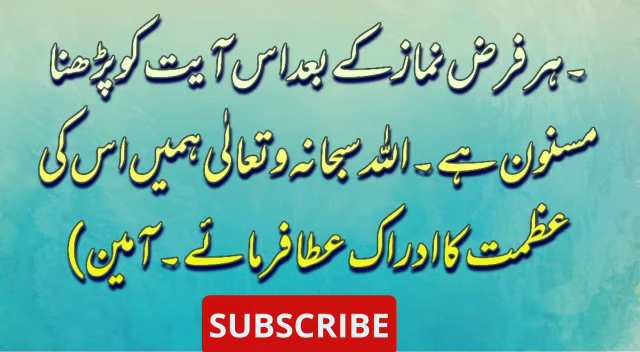 ۔ ہر فرض نماز کے بعد اس آیت کو پڑھنا
مسنون ہے ۔ اللہ سبحانہ و تعالٰی ہمیں اس کی
عظمت کا ادراک عطا فرمائے ۔ آمین)
SUBSCRIBE